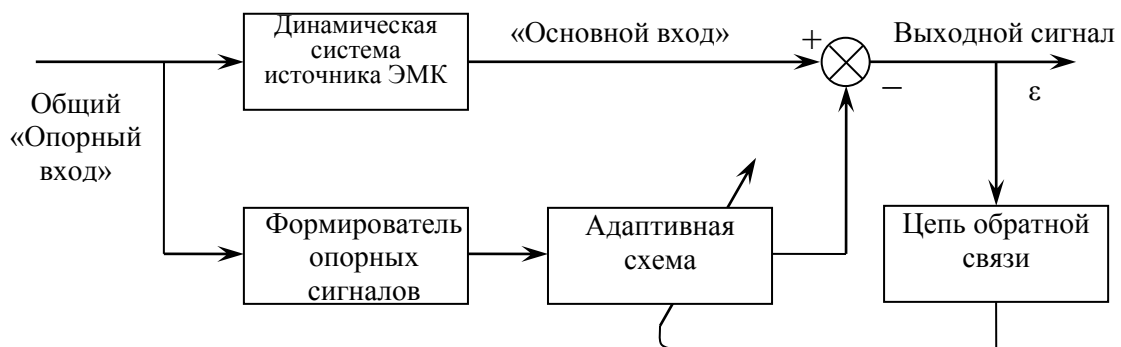 Динамическая
система
источника ЭМК
«Основной вход»
+
Выходной сигнал
−
ε
Общий
«Опорный
вход»
Формирователь
опорных
сигналов
Адаптивная
схема
Цепь обратной
связи